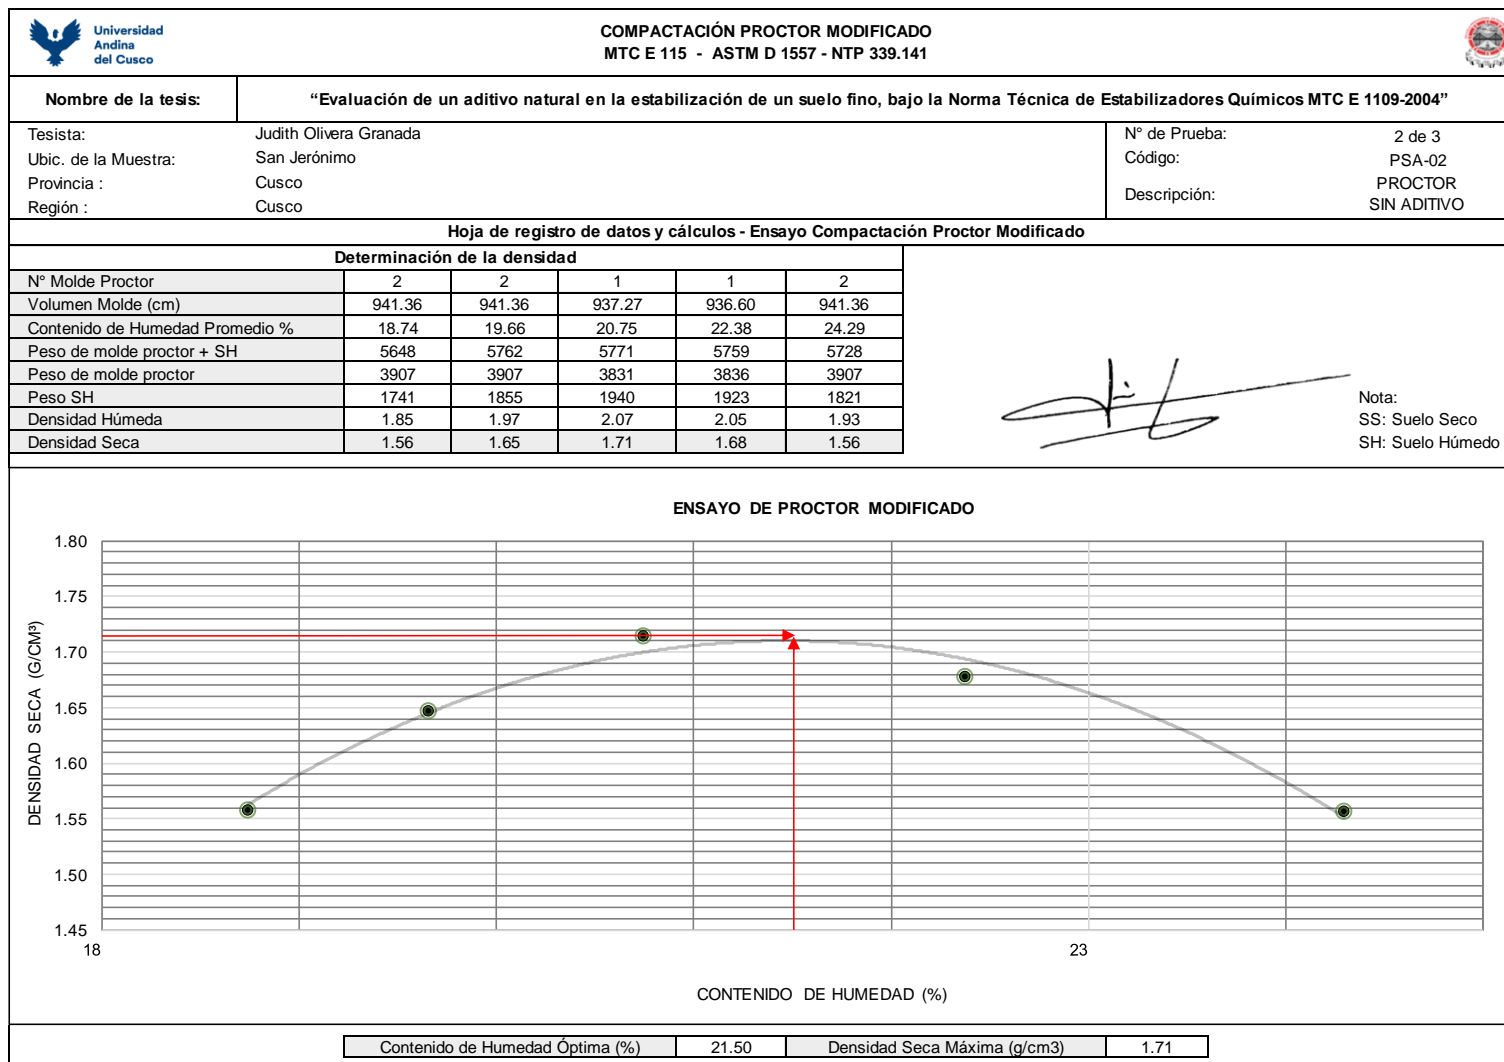 Universidad
Andina
del Cusco
COMPACTACIÓN PROCTOR MODIFICADO
MTC E 115 - ASTM D 1557 - NTP 339.141
Nombre de la tesis: “Evaluación de un aditivo natural en la estabilización de un suelo fino, bajo la Norma Técnica de Estabilizadores Químicos MTC E 1109-2004”
Tesista: Judith Olivera Granada
Ubic. de la Muestra: San Jerónimo
Provincia : Cusco
Región : Cusco
N° de Prueba: 2 de 3
Código: PSA-02
Descripción: PROCTOR
SIN ADITIVO
Hoja de registro de datos y cálculos - Ensayo Compactación Proctor Modificado
Determinación de la densidad
N° Molde Proctor 2 2 1 1 2
Volumen Molde (cm) 941.36 941.36 937.27 936.60 941.36
Contenido de Humedad Promedio % 18.74 19.66 20.75 22.38 24.29
Peso de molde proctor + SH 5648 5762 5771 5759 5728
Peso de molde proctor 3907 3907 3831 3836 3907
Peso SH 1741 1855 1940 1923 1821
Densidad Húmeda 1.85 1.97 2.07 2.05 1.93
Densidad Seca 1.56 1.65 1.71 1.68 1.56
Nota:
SS: Suelo Seco
SH: Suelo Húmedo
ENSAYO DE PROCTOR MODIFICADO
DENSIDAD SECA (G/CM³)
1.80
1.75
1.70
1.65
1.60
1.55
1.50
1.45
18 23
CONTENIDO DE HUMEDAD (%)
Contenido de Humedad Óptima (%) 21.50 Densidad Seca Máxima (g/cm3) 1.71